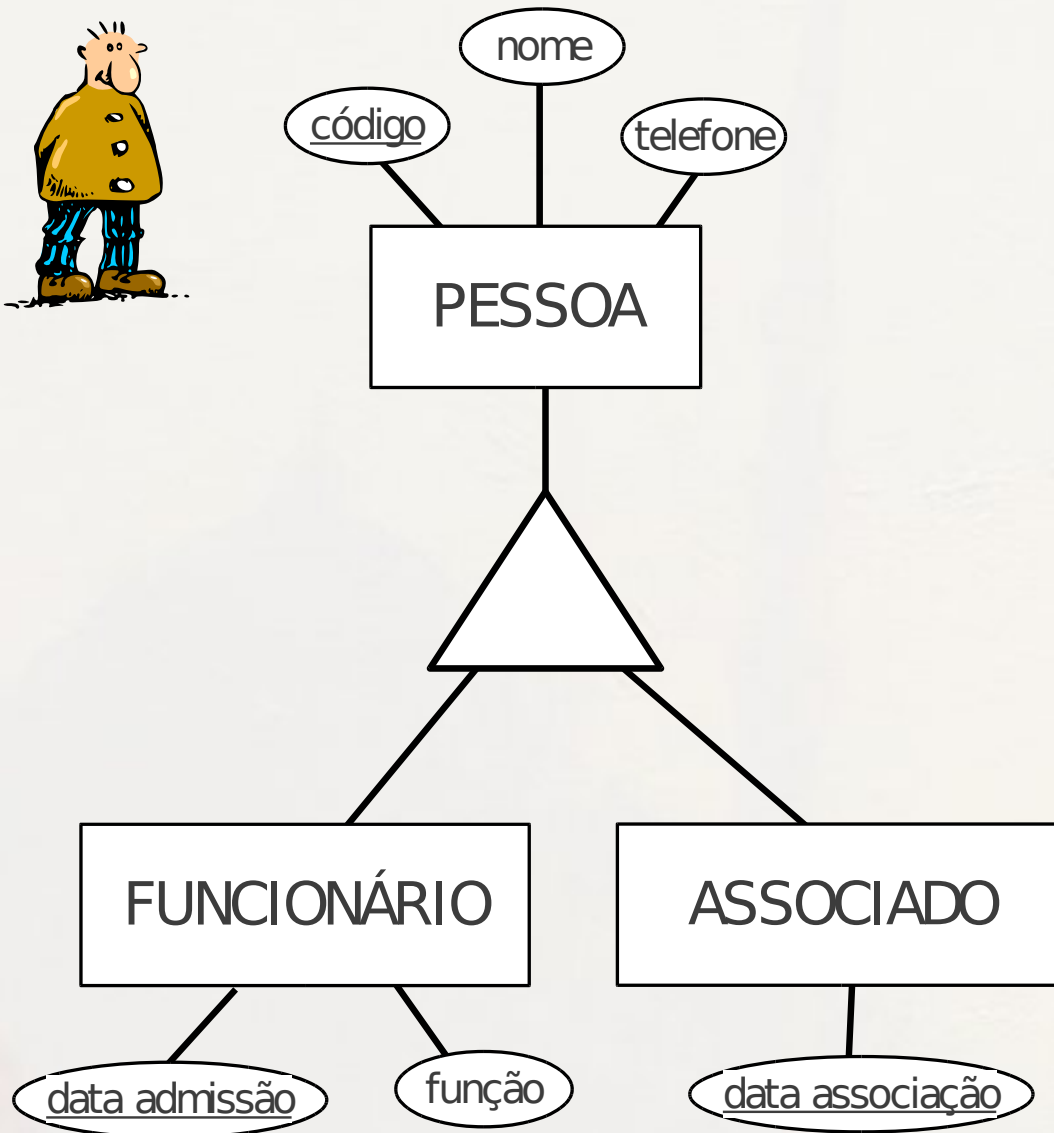 nome
código
telefone
PESSOA
FUNCIONÁRIO
ASSOCIADO
data admissão
função
data associação